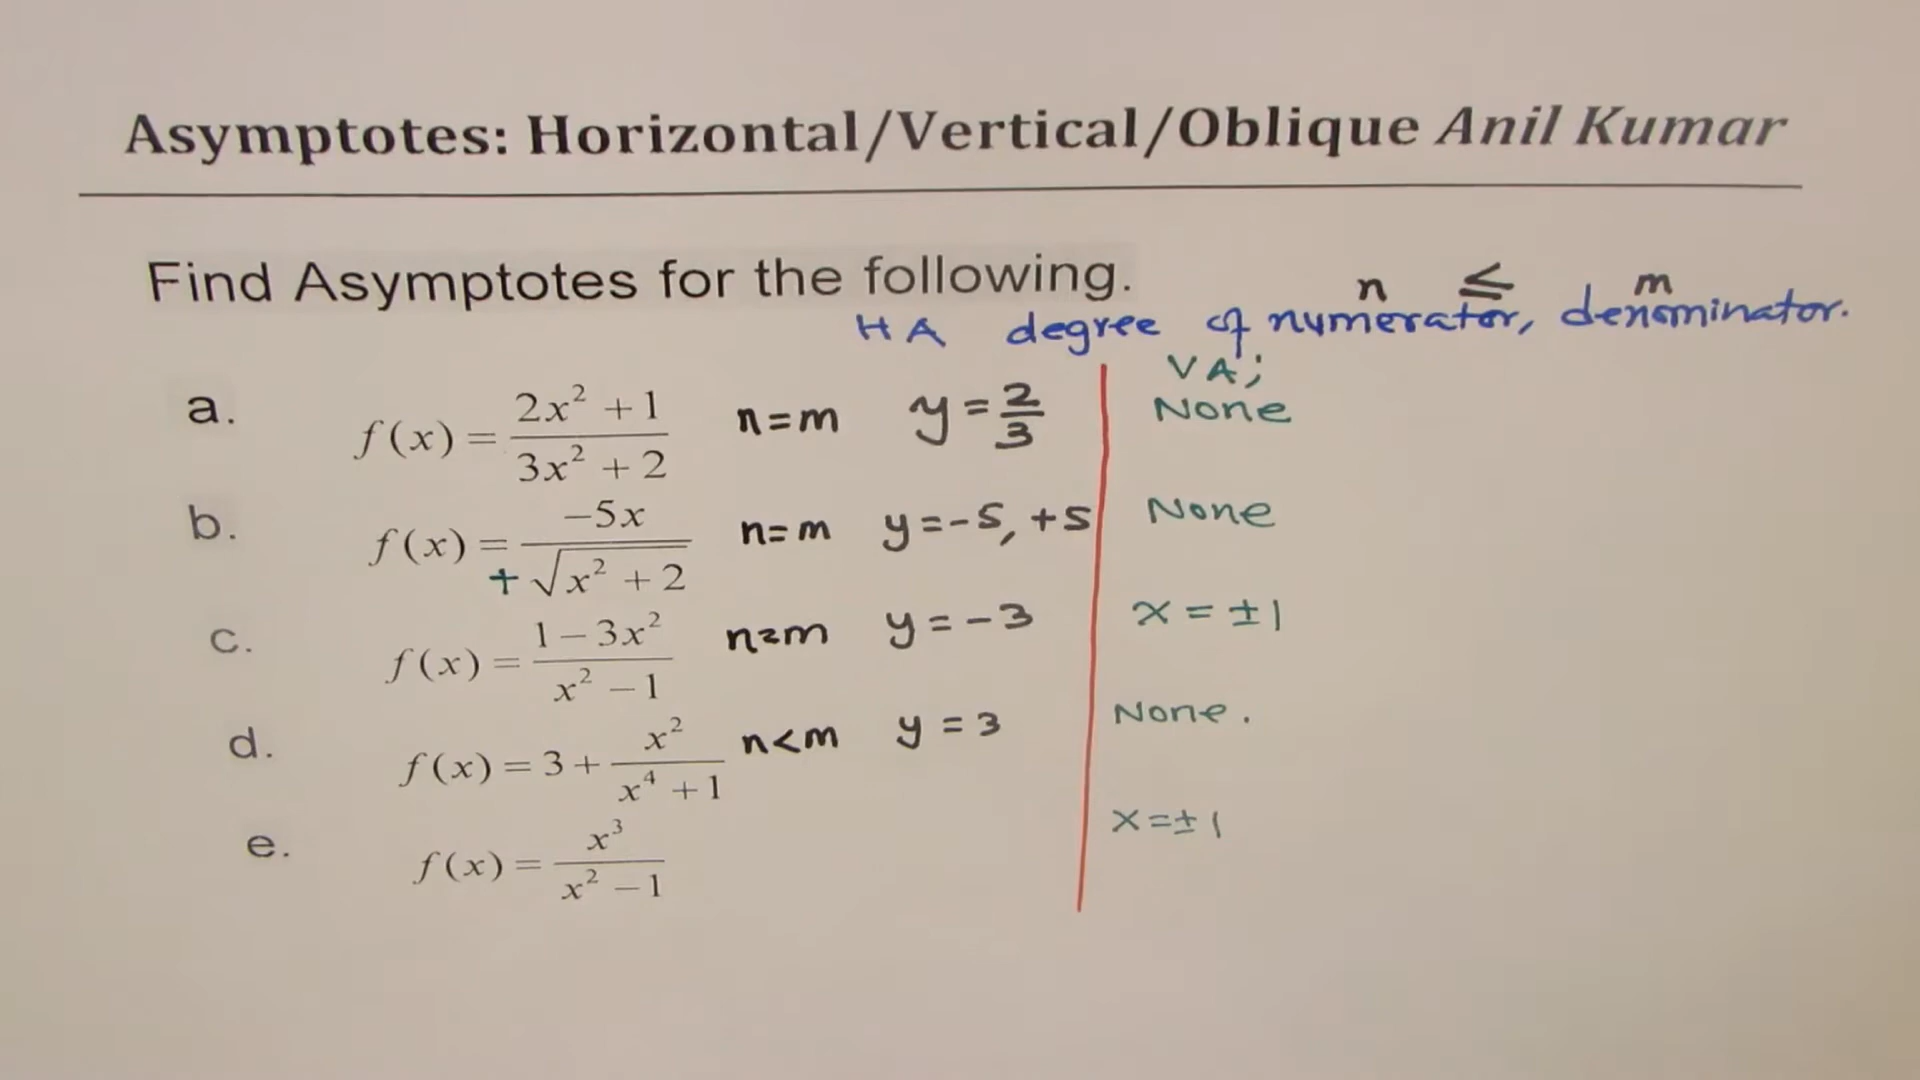 Asymptotes: Horizontal/Vertical/Oblique Anil Kumar
Find Asymptotes for the following.
n ≤ m
HA degree of numerator, denominator.
VA;
a. f(x) = (2x² + 1)/(3x² + 2) n=m y = 2/3 None
b. f(x) = −5x/+√(x² + 2) n=m y=-5, +5 None
c. f(x) = (1 − 3x²)/(x² − 1) n=m y = -3 x = ±1
d. f(x) = 3 + x²/(x⁴ + 1) n<m y = 3 None.
e. f(x) = x³/(x² − 1) x=±1